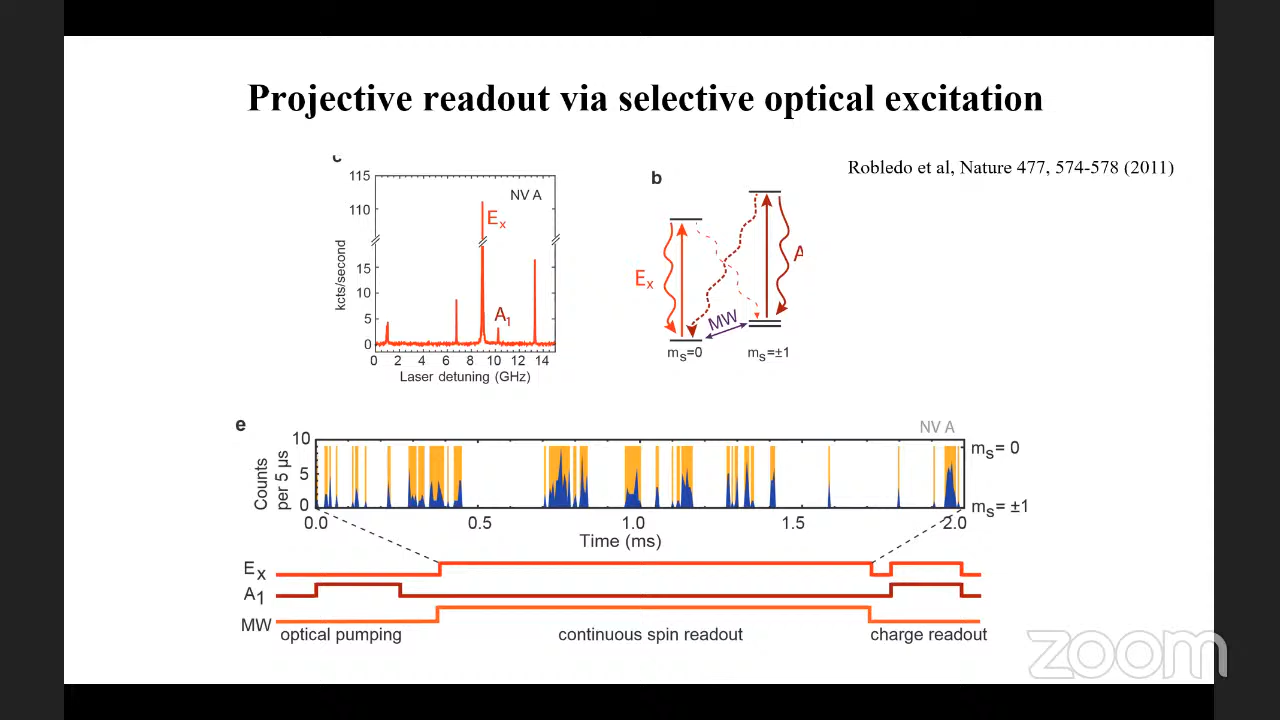 Projective readout via selective optical excitation
Robledo et al, Nature 477, 574-578 (2011)
c
115
110
15
10
5
0
kcts/second
NV A
Ex
A1
0 2 4 6 8 10 12 14
Laser detuning (GHz)
b
Ex
A
MW
ms=0
ms=±1
e
NV A
10
5
0
Counts
per 5 µs
ms= 0
ms= ±1
0.0 0.5 1.0 1.5 2.0
Time (ms)
Ex
A1
MW
optical pumping
continuous spin readout
charge readout
zoom